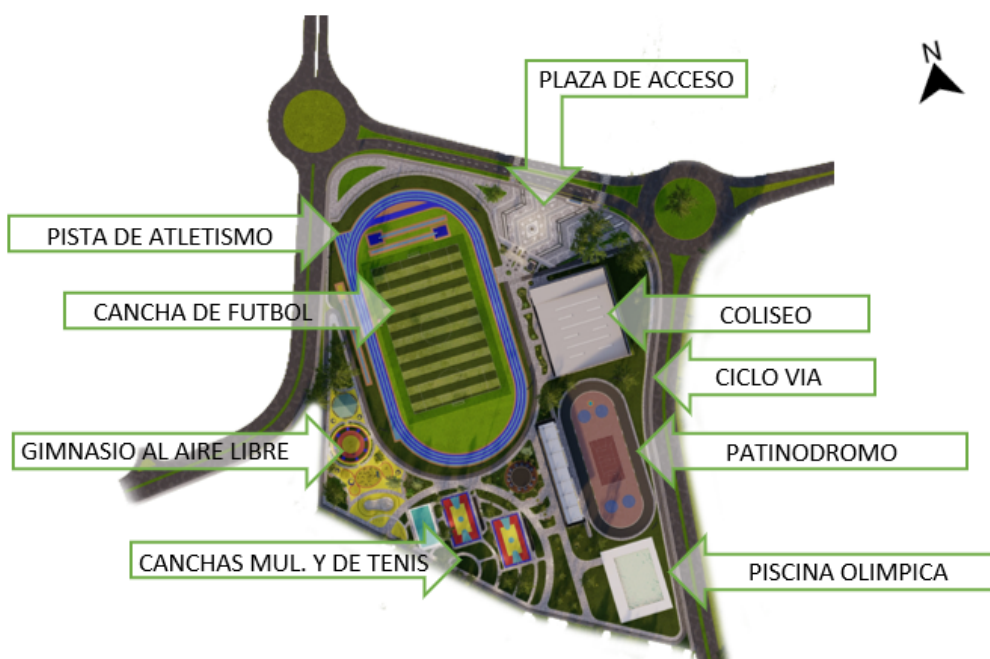 N
PLAZA DE ACCESO
PISTA DE ATLETISMO
CANCHA DE FUTBOL
COLISEO
CICLO VIA
GIMNASIO AL AIRE LIBRE
PATINODROMO
CANCHAS MUL. Y DE TENIS
PISCINA OLIMPICA